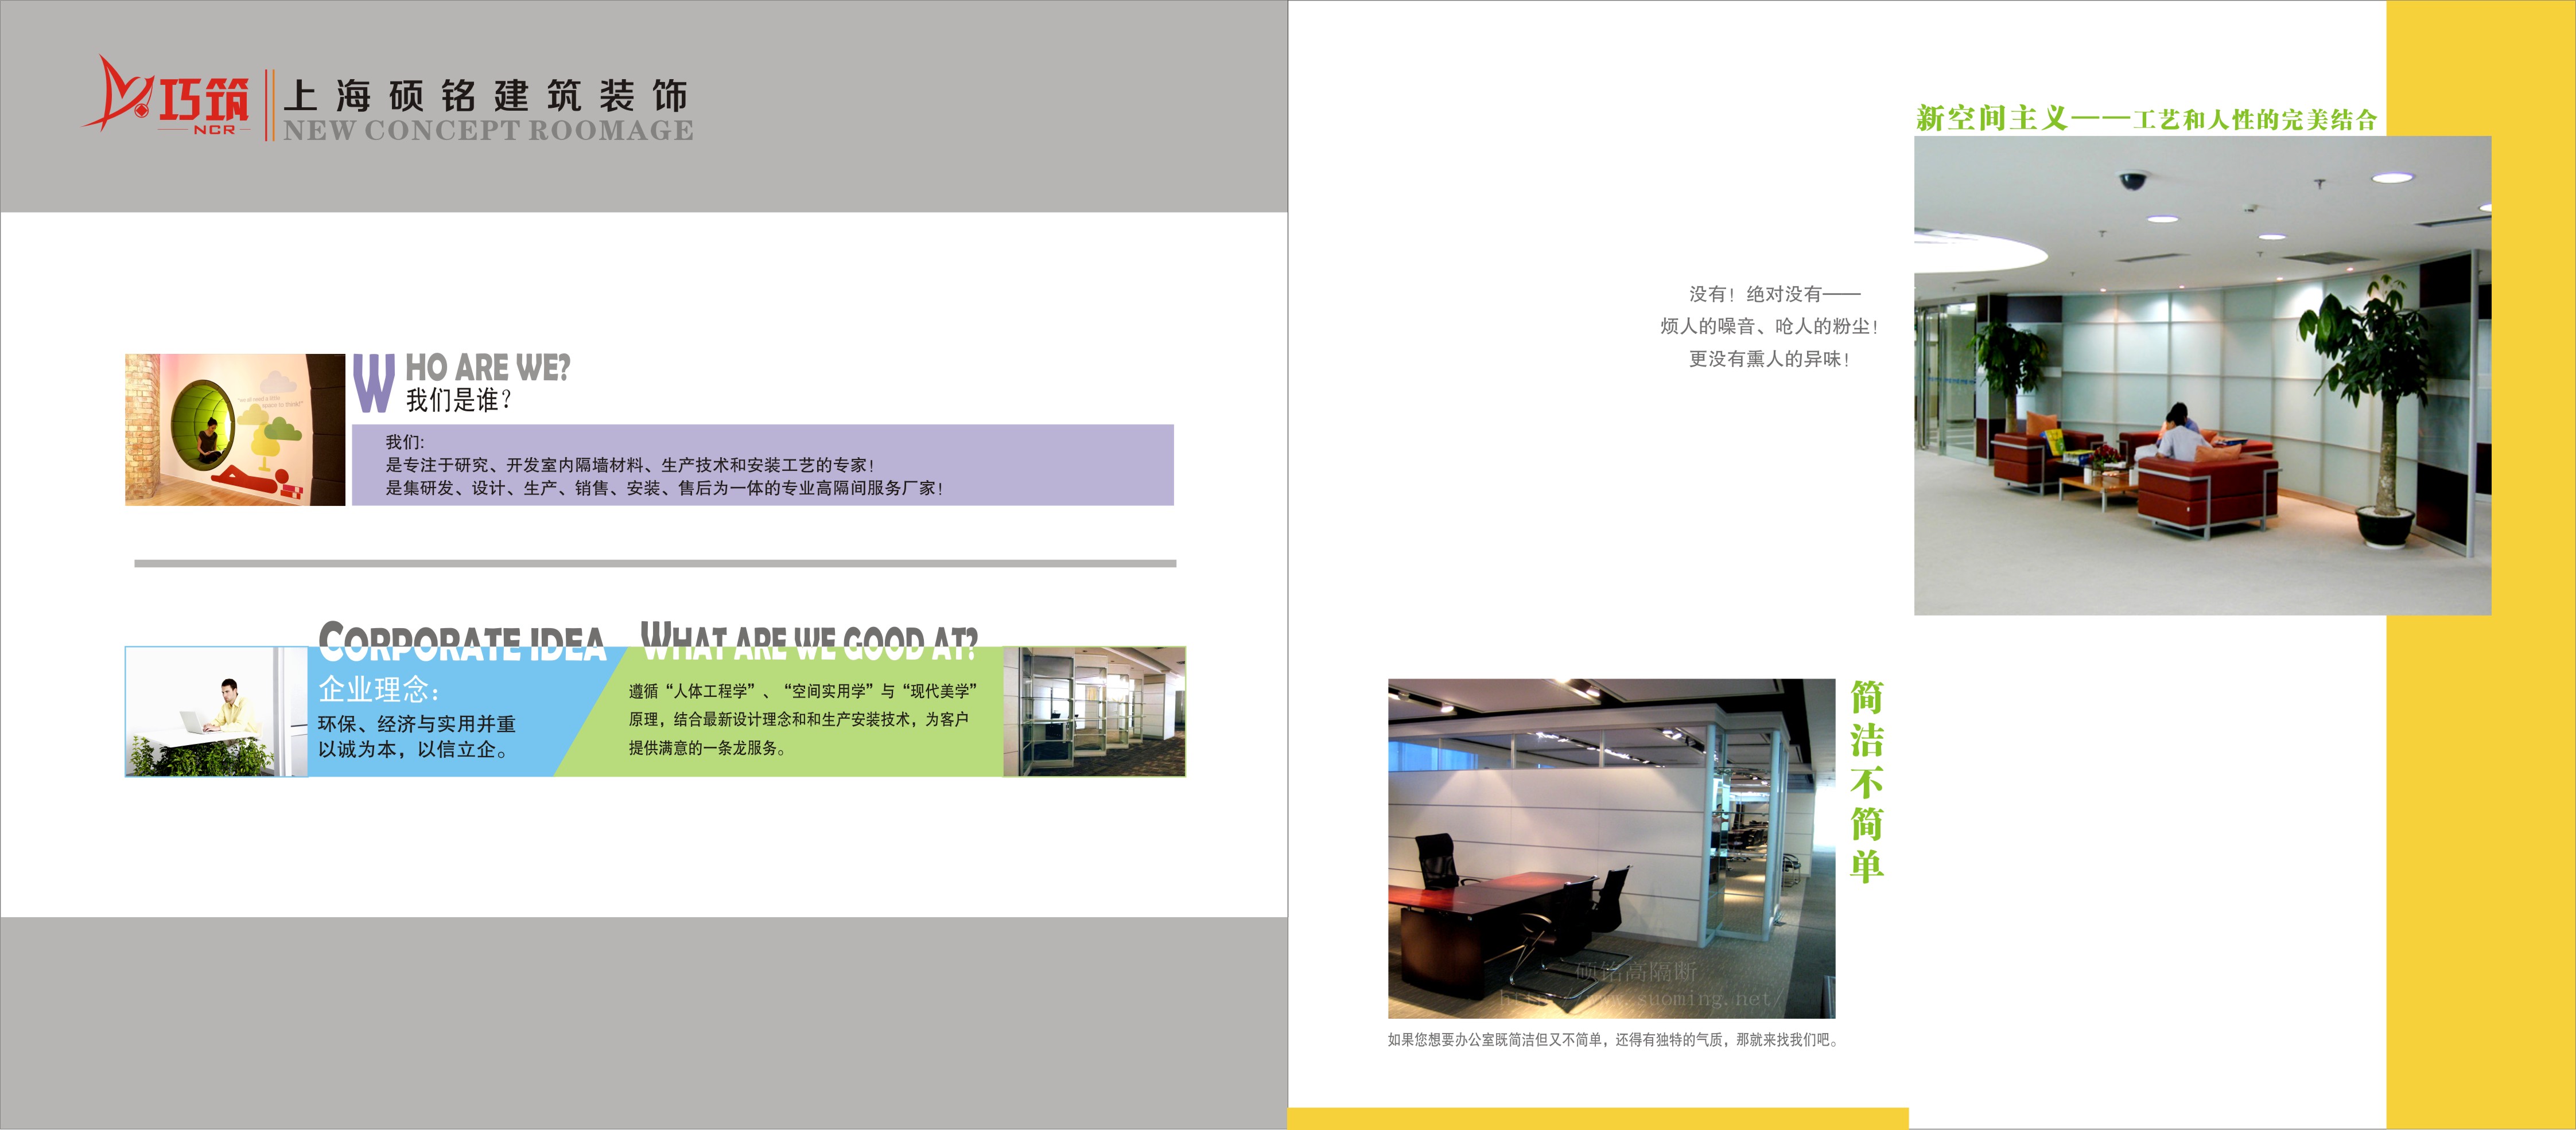 巧筑
NCR
上海硕铭建筑装饰
NEW CONCEPT ROOMAGE
WHO ARE WE?
我们是谁?
我们:
是专注于研究、开发室内隔墙材料、生产技术和安装工艺的专家!
是集研发、设计、生产、销售、安装、售后为一体的专业高隔间服务厂家!
"we all need a little
space to think!"
CORPORATE IDEA
企业理念:
环保、经济与实用并重
以诚为本，以信立企。
WHAT ARE WE GOOD AT?
遵循“人体工程学”、“空间实用学”与“现代美学”
原理，结合最新设计理念和和生产安装技术，为客户
提供满意的一条龙服务。
新空间主义——工艺和人性的完美结合
没有! 绝对没有——
烦人的噪音、呛人的粉尘!
更没有熏人的异味!
简洁不简单
硕铭高隔断
http://www.suoming.net/
如果您想要办公室既简洁但又不简单，还得有独特的气质，那就来找我们吧。